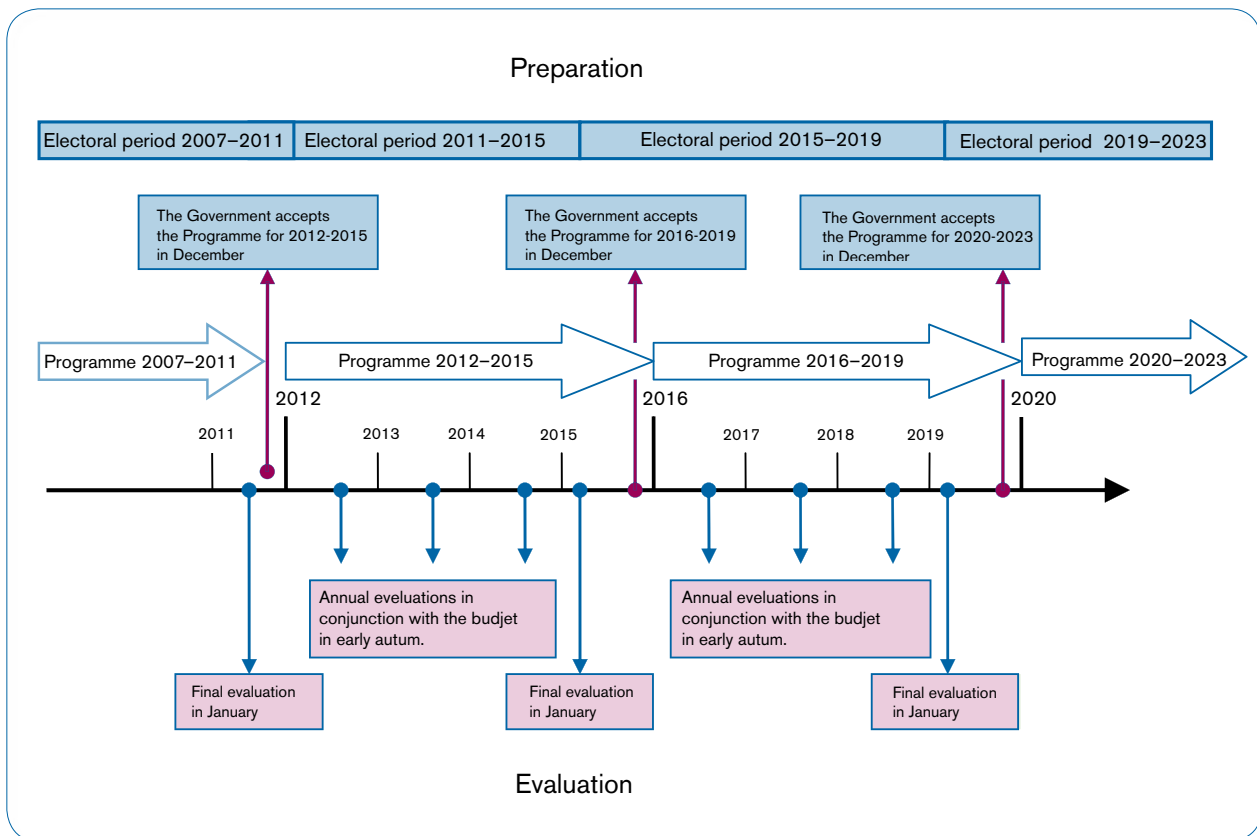 Preparation
Electoral period 2007–2011
Electoral period 2011–2015
Electoral period 2015–2019
Electoral period 2019–2023
The Government accepts
the Programme for 2012-2015
in December
The Government accepts
the Programme for 2016-2019
in December
The Government accepts
the Programme for 2020-2023
in December
Programme 2007–2011
Programme 2012–2015
Programme 2016–2019
Programme 2020–2023
2011
2012
2013
2014
2015
2016
2017
2018
2019
2020
Annual eveluations in
conjunction with the budjet
in early autum.
Annual eveluations in
conjunction with the budjet
in early autum.
Final evaluation
in January
Final evaluation
in January
Final evaluation
in January
Evaluation